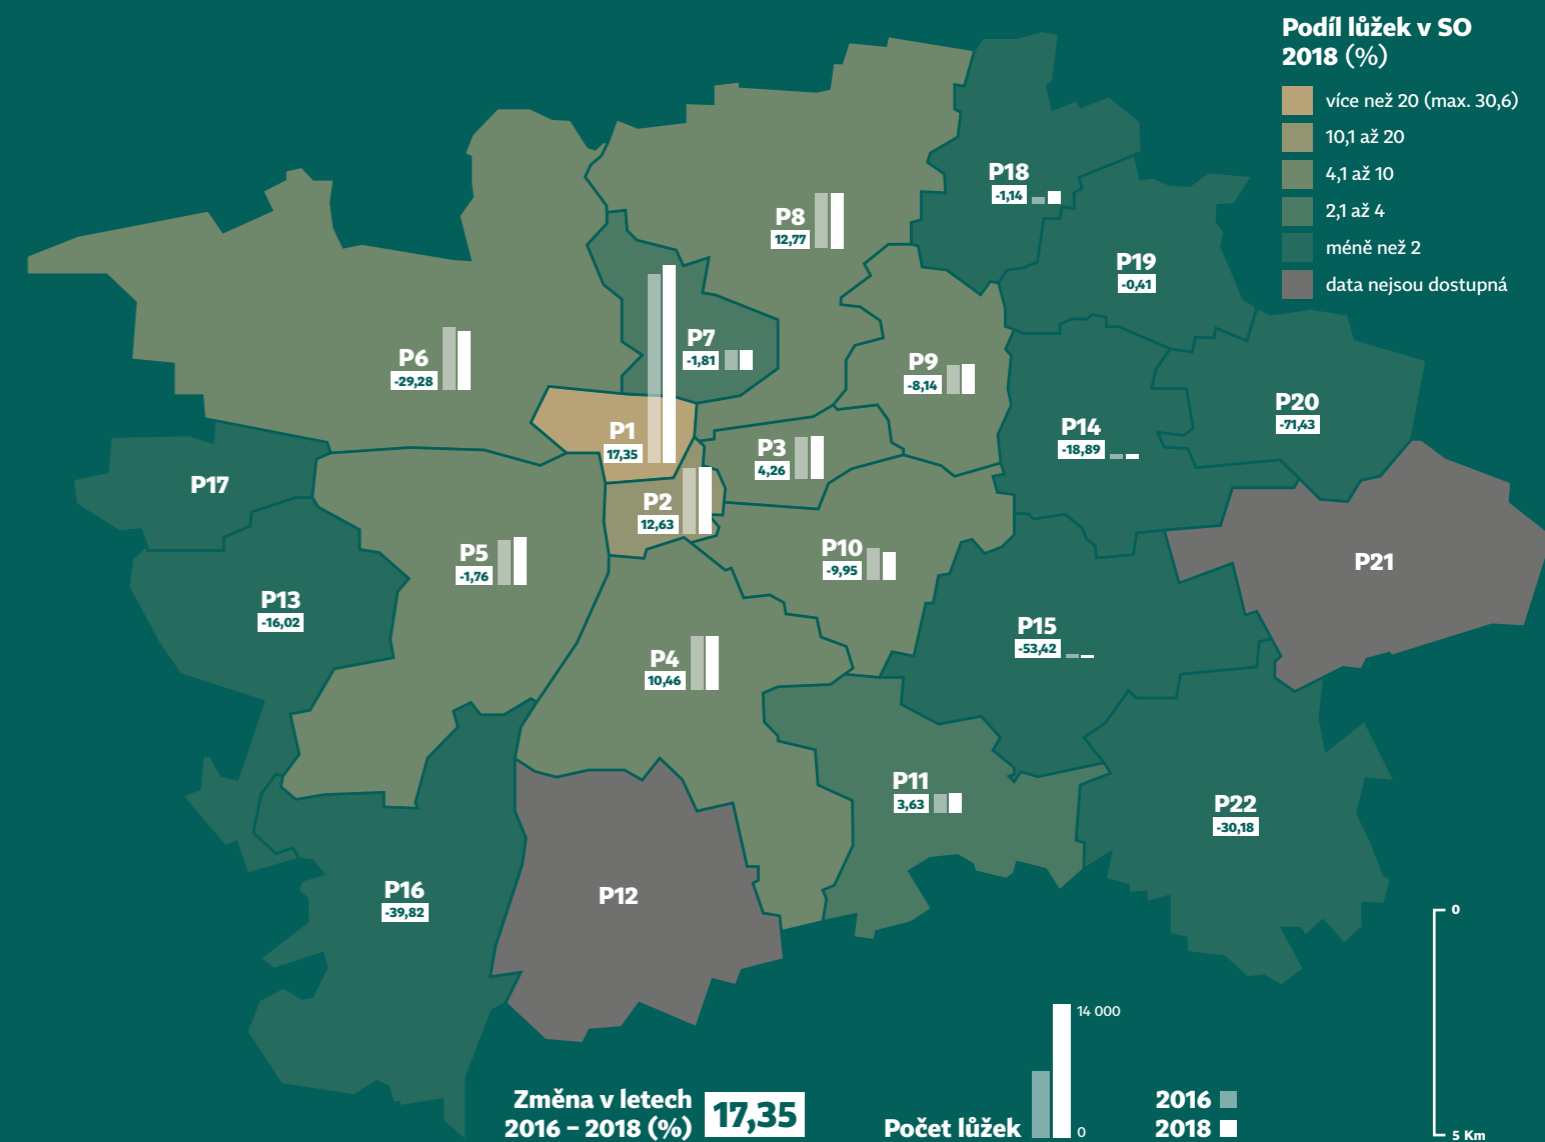 Podíl lůžek v SO
2018 (%)
více než 20 (max. 30,6)
10,1 až 20
4,1 až 10
2,1 až 4
méně než 2
data nejsou dostupná
P18
-1,14
P8
12,77
P19
-0,41
P7
-1,81
P6
-29,28
P9
-8,14
P20
-71,43
P1
17,35
P14
-18,89
P3
4,26
P17
P2
12,63
P5
-1,76
P10
-9,95
P21
P13
-16,02
P15
-53,42
P4
10,46
P11
3,63
P22
-30,18
P16
-39,82
P12
0
5 Km
Změna v letech
2016 – 2018 (%)
17,35
Počet lůžek
14 000
0
2016
2018